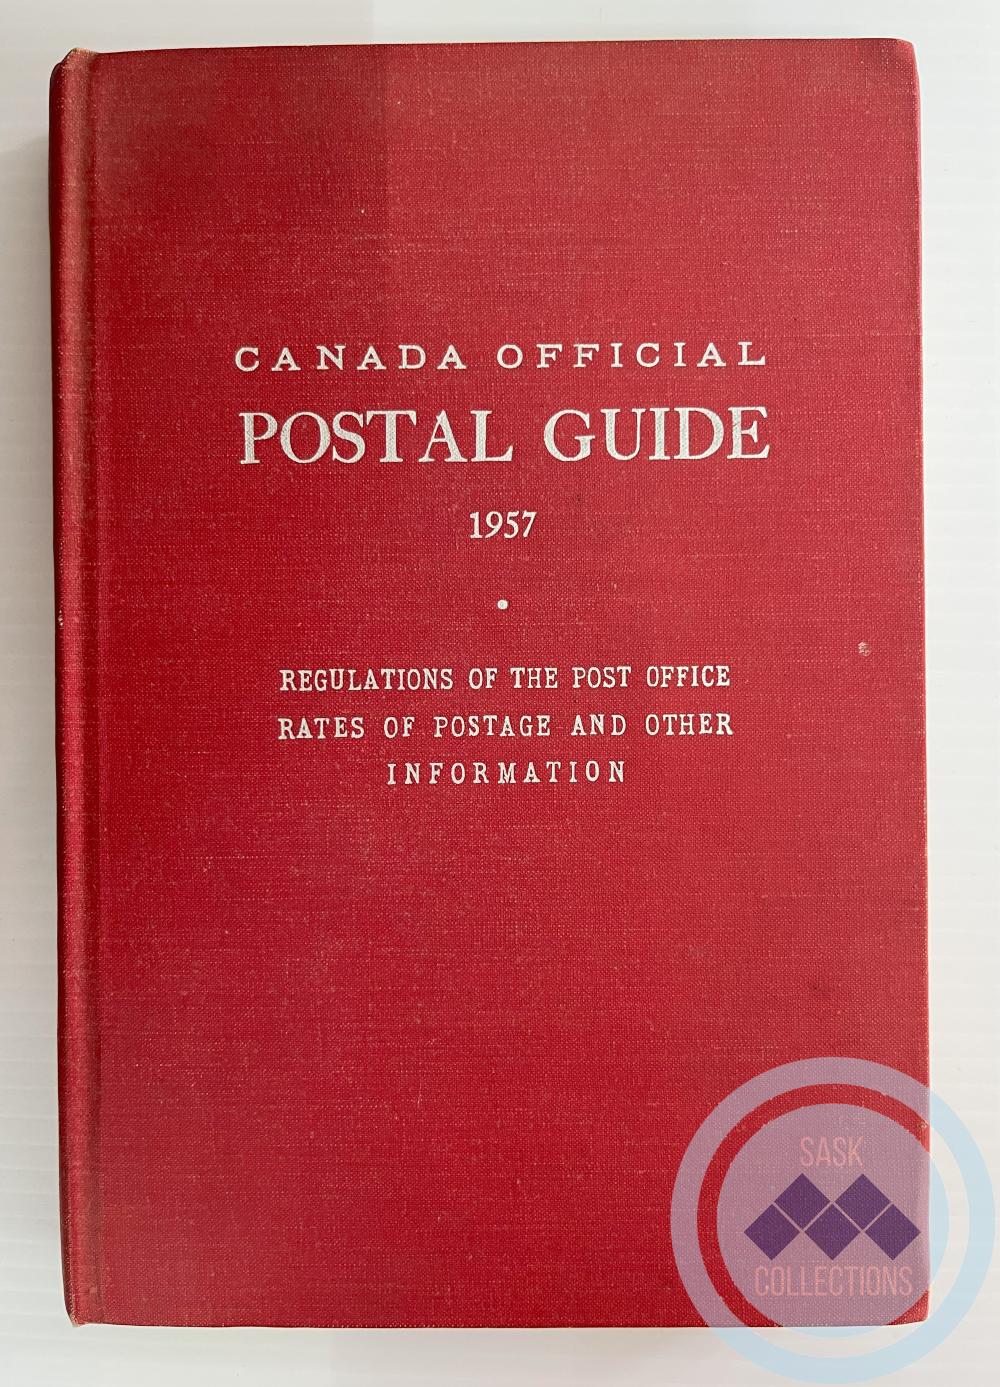 CANADA OFFICIAL
POSTAL GUIDE
1957
REGULATIONS OF THE POST OFFICE
RATES OF POSTAGE AND OTHER
INFORMATION
SASK
COLLECTIONS